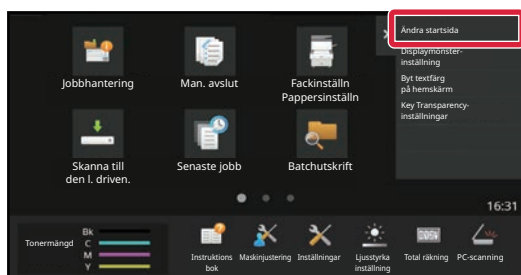 Ändra startsida
Displaymönster-
inställning
Byt textfärg
på hemskärm
Key Transparency-
inställningar
Jobbhantering
Man. avslut
Fackinställn
Pappersinställn
Skanna till
den l. driven.
Senaste jobb
Batchutskrift
16:31
Tonermängd
Bk
C
M
Y
Instruktions
bok
Maskinjustering
Inställningar
Ljusstyrka
inställning
Total räkning
PC-scanning